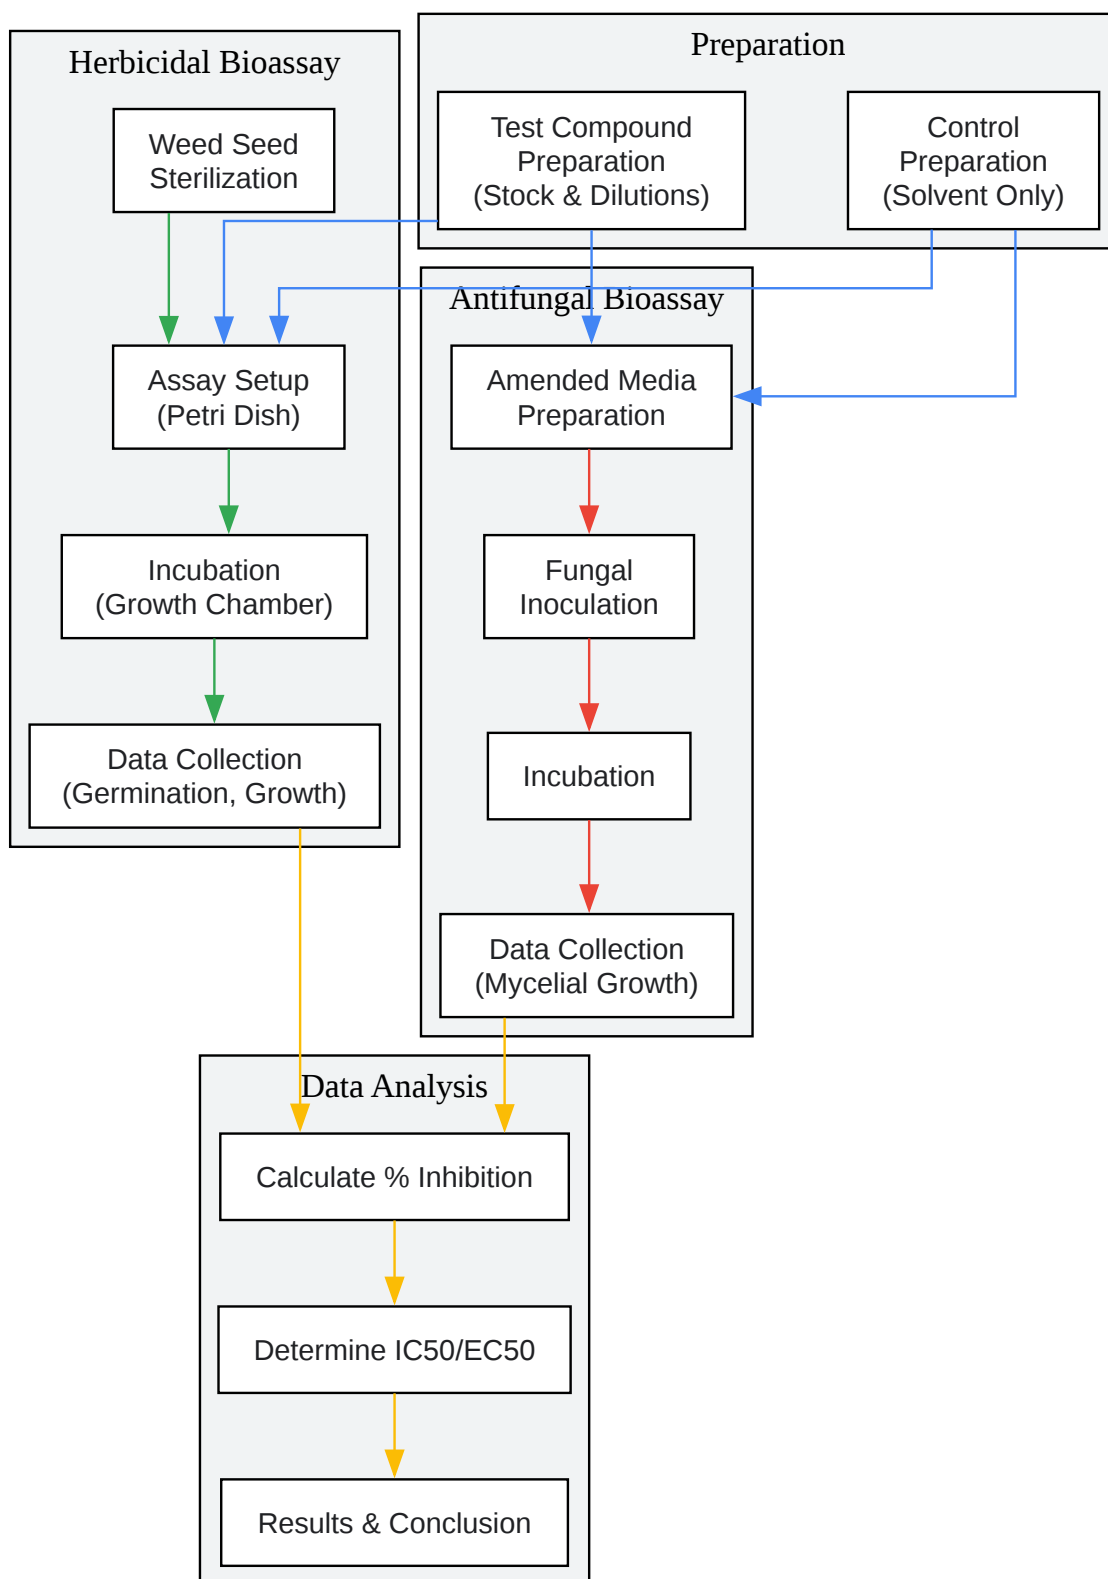 Preparation
Test Compound
Preparation
(Stock & Dilutions)
Control
Preparation
(Solvent Only)
Herbicidal Bioassay
Weed Seed
Sterilization
Assay Setup
(Petri Dish)
Incubation
(Growth Chamber)
Data Collection
(Germination, Growth)
Antifungal Bioassay
Amended Media
Preparation
Fungal
Inoculation
Incubation
Data Collection
(Mycelial Growth)
Data Analysis
Calculate % Inhibition
Determine IC50/EC50
Results & Conclusion